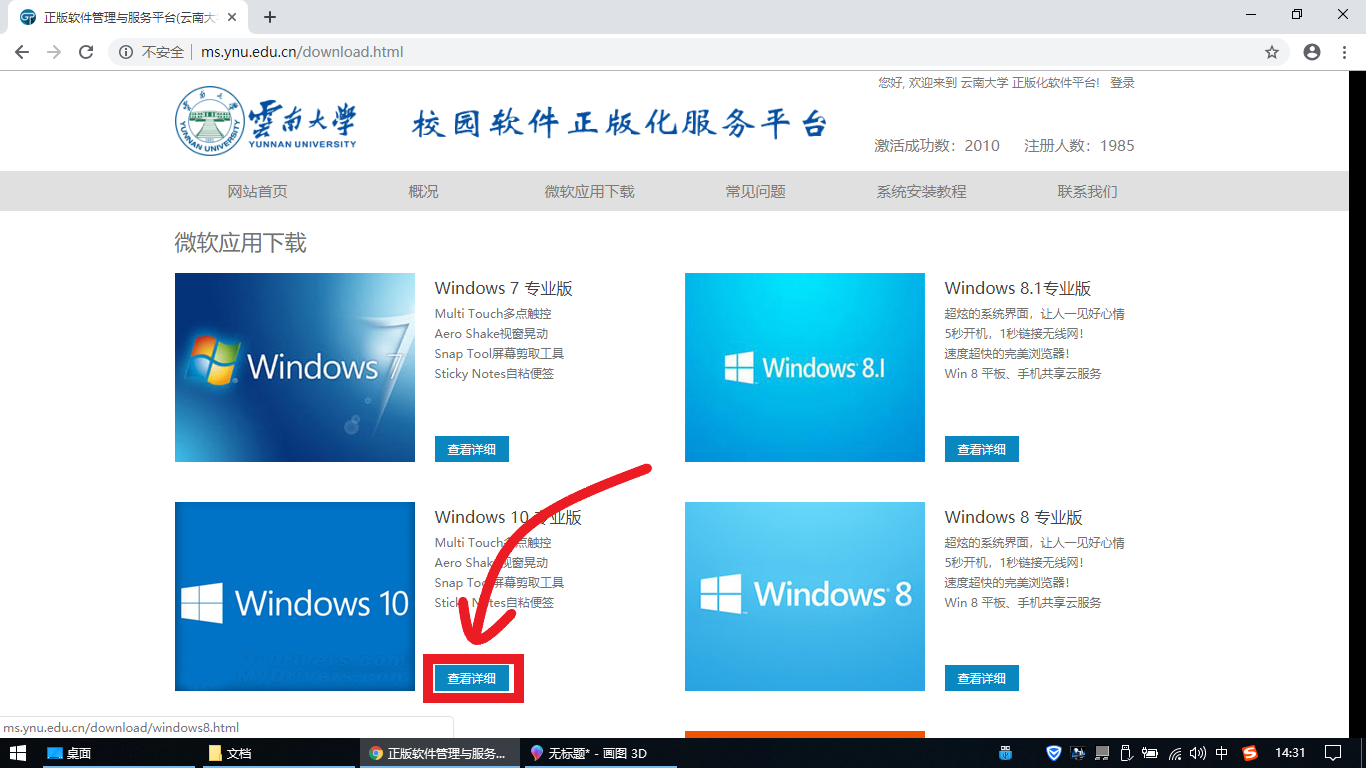 正版软件管理与服务平台(云南大
不安全
ms.ynu.edu.cn/download.html
您好, 欢迎来到 云南大学 正版化软件平台! 登录
云南大学
YUNNAN UNIVERSITY
雲南大學
YUNNAN UNIVERSITY
校园软件正版化服务平台
激活成功数：2010 注册人数：1985
网站首页 概况 微软应用下载 常见问题 系统安装教程 联系我们
微软应用下载
Windows 7
Windows 7 专业版
Multi Touch多点触控
Aero Shake视窗晃动
Snap Tool屏幕剪取工具
Sticky Notes自粘便签
查看详细
Windows 8.1
Windows 8.1专业版
超炫的系统界面，让人一见好心情
5秒开机，1秒链接无线网！
速度超快的完美浏览器！
Win 8 平板、手机共享云服务
查看详细
Windows 10
Windows 10 专业版
Multi Touch多点触控
Aero Shake视窗晃动
Snap Tool屏幕剪取工具
Sticky Notes自粘便签
查看详细
Windows 8
Windows 8 专业版
超炫的系统界面，让人一见好心情
5秒开机，1秒链接无线网！
速度超快的完美浏览器！
Win 8 平板、手机共享云服务
查看详细
ms.ynu.edu.cn/download/windows8.html
桌面
文档
正版软件管理与服务...
无标题* - 画图 3D
中
14:31